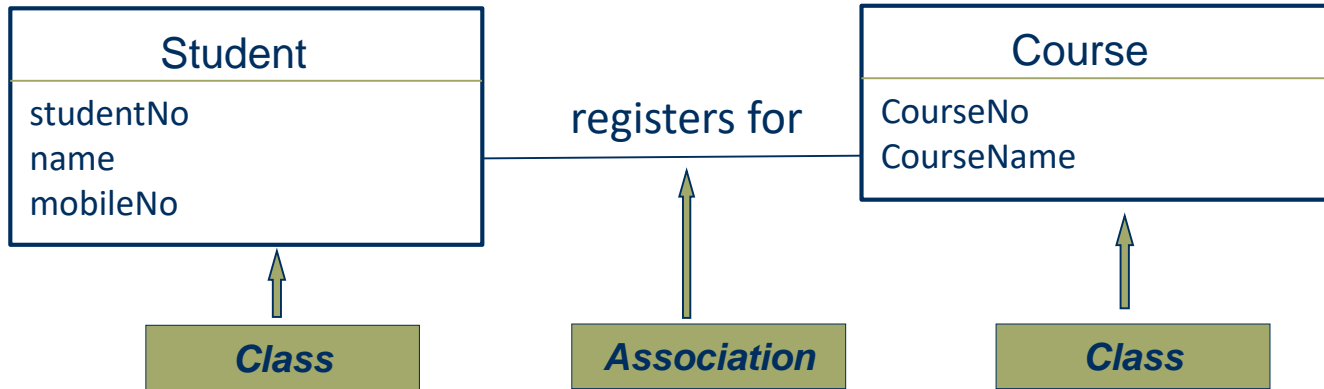 Student
studentNo
name
mobileNo
registers for
Course
CourseNo
CourseName
Class
Association
Class